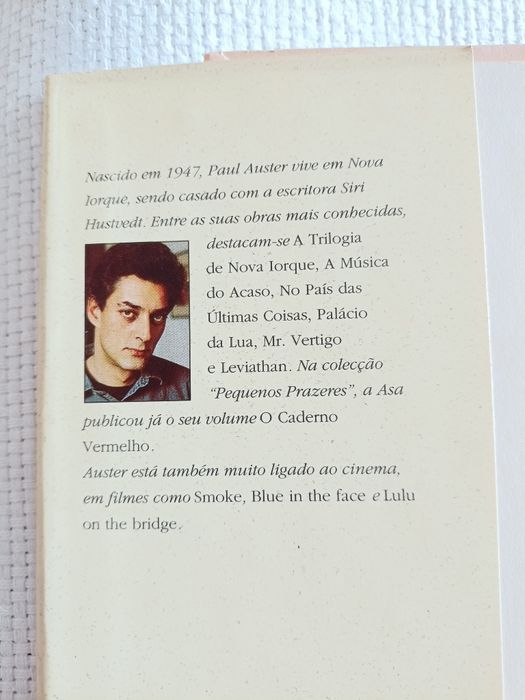 Nascido em 1947, Paul Auster vive em Nova
Iorque, sendo casado com a escritora Siri
Hustvedt. Entre as suas obras mais conhecidas,
destacam-se A Trilogia
de Nova Iorque, A Música
do Acaso, No País das
Últimas Coisas, Palácio
da Lua, Mr. Vertigo
e Leviathan. Na colecção
“Pequenos Prazeres”, a Asa
publicou já o seu volume O Caderno
Vermelho.
Auster está também muito ligado ao cinema,
em filmes como Smoke, Blue in the face e Lulu
on the bridge.